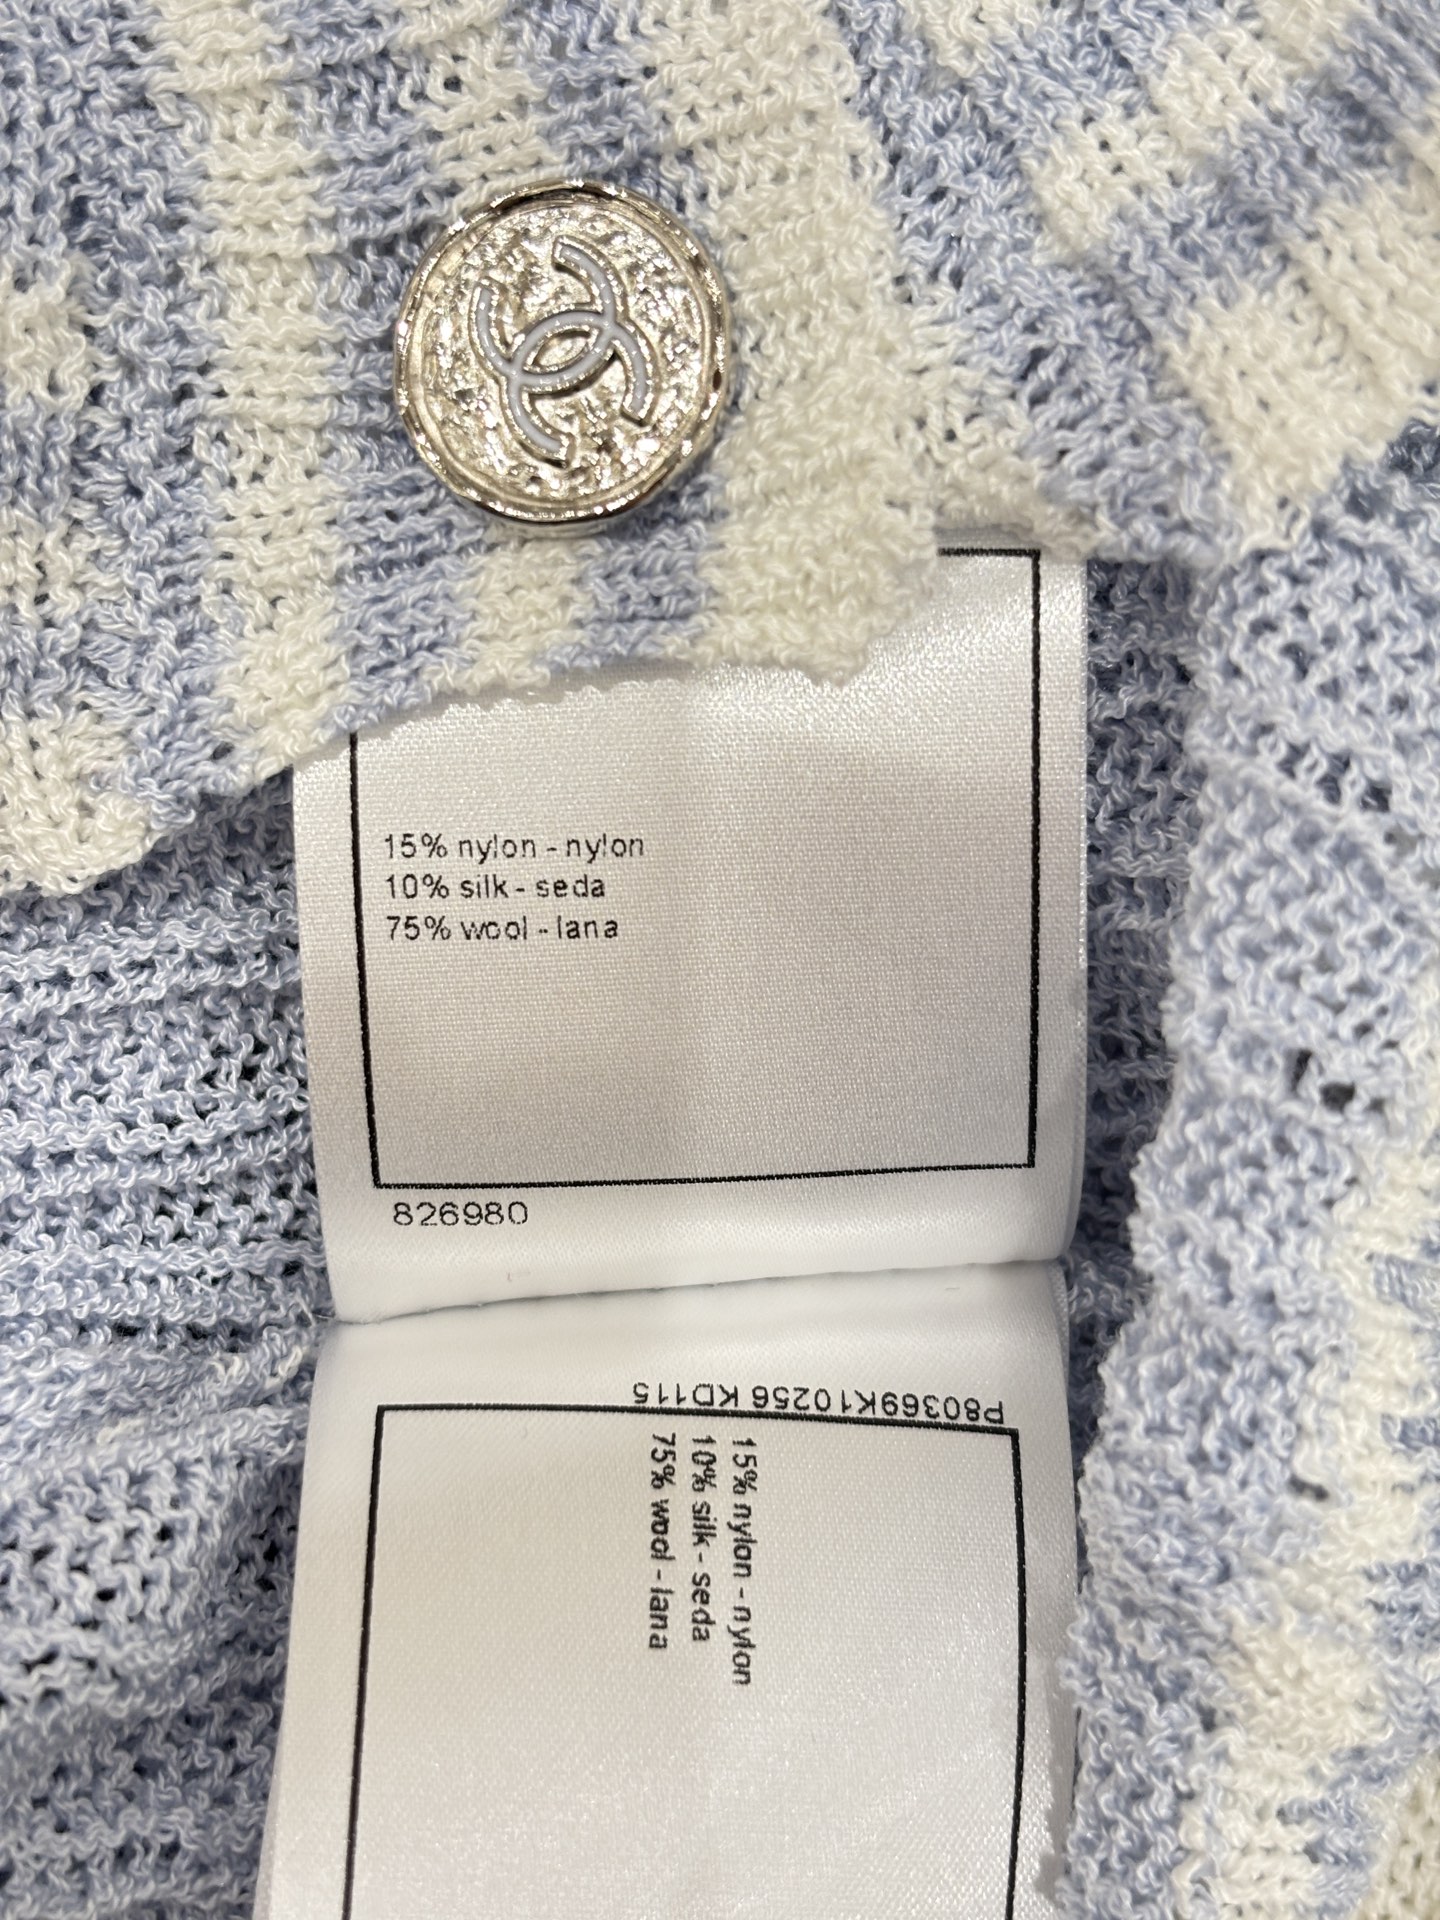 15% nylon - nylon
10% silk - seda
75% wool - lana
826980
P80369K10256 KD115
15% nylon - nylon
10% silk - seda
75% wool - lana